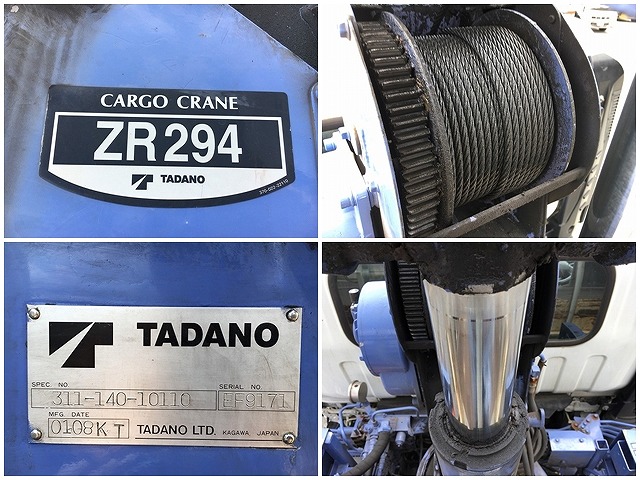 CARGO CRANE
ZR294
TADANO
TADANO
SPEC. NO. SERIAL NO.
311-140-10110 EF9171
MFG. DATE
0108KT TADANO LTD. KAGAWA, JAPAN